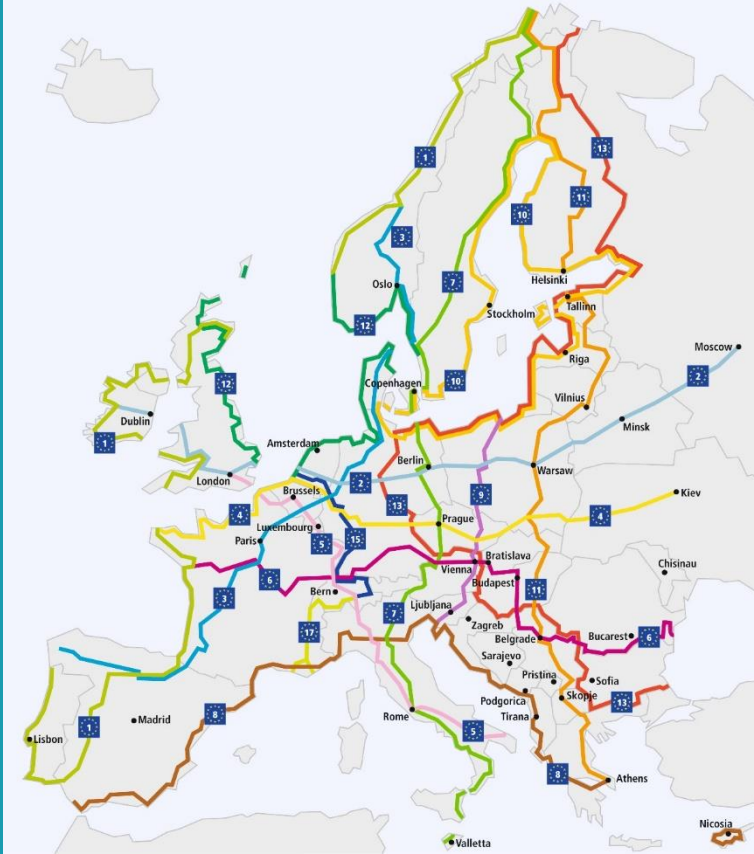 1
13
11
10
3
7
Oslo
Helsinki
Stockholm
Tallinn
12
Moscow
Riga
2
12
Copenhagen
10
Vilnius
Dublin
Minsk
1
Amsterdam
Berlin
Warsaw
London
2
Brussels
9
Kiev
4
13
Prague
4
Luxembourg
Paris
5
15
Bratislava
Vienna
Chisinau
6
Budapest
Bern
11
3
7
Ljubljana
17
Zagreb
Belgrade
Bucarest
6
Sarajevo
Pristina
Sofia
Podgorica
Skopje
13
Rome
Tirana
Madrid
8
1
Lisbon
5
8
Athens
Nicosia
Valletta